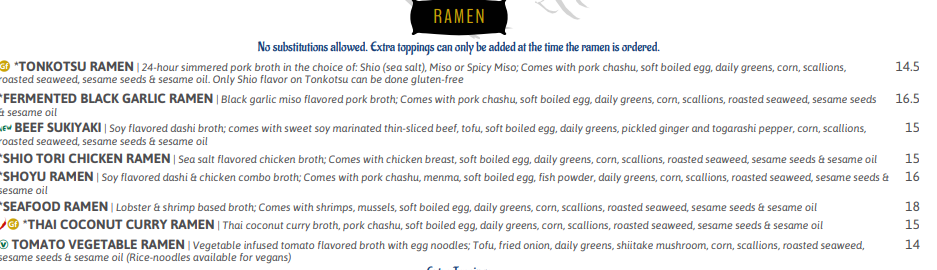 RAMEN
No substitutions allowed. Extra toppings can only be added at the time the ramen is ordered.
Gf *TONKOTSU RAMEN | 24-hour simmered pork broth in the choice of: Shio (sea salt), Miso or Spicy Miso; Comes with pork chashu, soft boiled egg, daily greens, corn, scallions, 14.5
roasted seaweed, sesame seeds & sesame oil. Only Shio flavor on Tonkotsu can be done gluten-free
*FERMENTED BLACK GARLIC RAMEN | Black garlic miso flavored pork broth; Comes with pork chashu, soft boiled egg, daily greens, corn, scallions, roasted seaweed, sesame seeds 16.5
& sesame oil
NEW BEEF SUKIYAKI | Soy flavored dashi broth; comes with sweet soy marinated thin-sliced beef, tofu, soft boiled egg, daily greens, pickled ginger and togarashi pepper, corn, scallions, 15
roasted seaweed, sesame seeds & sesame oil
*SHIO TORI CHICKEN RAMEN | Sea salt flavored chicken broth; Comes with chicken breast, soft boiled egg, daily greens, corn, scallions, roasted seaweed, sesame seeds & sesame oil 15
*SHOYU RAMEN | Soy flavored dashi & chicken combo broth; Comes with pork chashu, menma, soft boiled egg, fish powder, daily greens, corn, scallions, roasted seaweed, sesame seeds & 16
sesame oil
*SEAFOOD RAMEN | Lobster & shrimp based broth; Comes with shrimps, mussels, soft boiled egg, daily greens, corn, scallions, roasted seaweed, sesame seeds & sesame oil 18
Gf *THAI COCONUT CURRY RAMEN | Thai coconut curry broth, pork chashu, soft boiled egg, daily greens, corn, scallions, roasted seaweed, sesame seeds & sesame oil 15
V TOMATO VEGETABLE RAMEN | Vegetable infused tomato flavored broth with egg noodles; Tofu, fried onion, daily greens, shiitake mushroom, corn, scallions, roasted seaweed, 14
sesame seeds & sesame oil (Rice-noodles available for vegans)